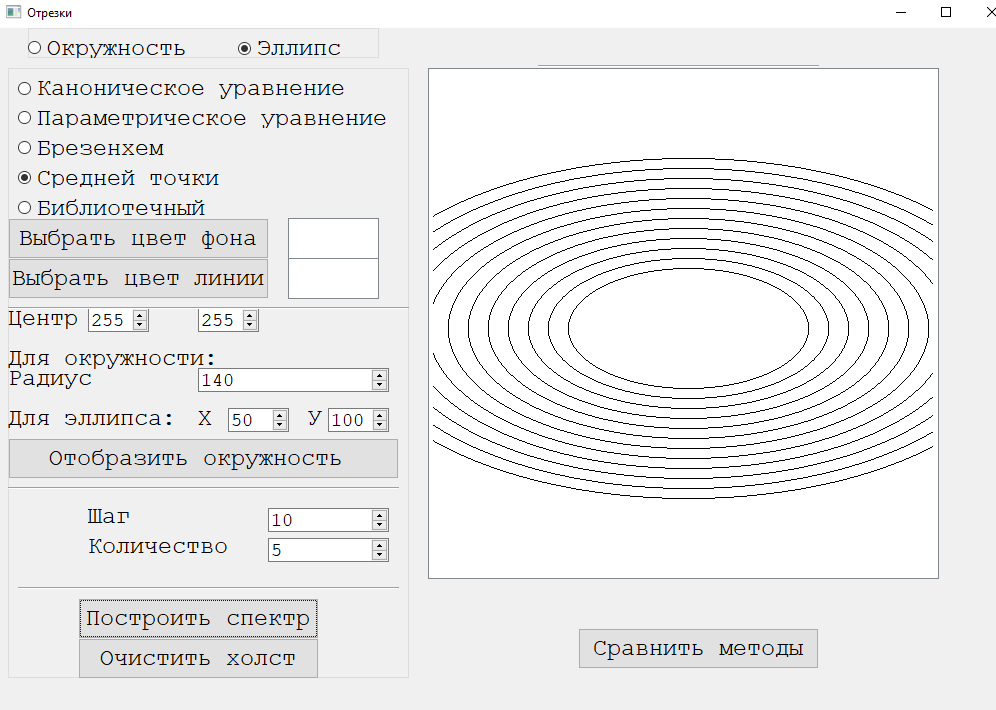 Отрезки
Окружность Эллипс
Каноническое уравнение
Параметрическое уравнение
Брезенхем
Средней точки
Библиотечный
Выбрать цвет фона
Выбрать цвет линии
Центр 255 255
Для окружности:
Радиус 140
Для эллипса: X 50 У 100
Отобразить окружность
Шаг 10
Количество 5
Построить спектр
Очистить холст
Сравнить методы